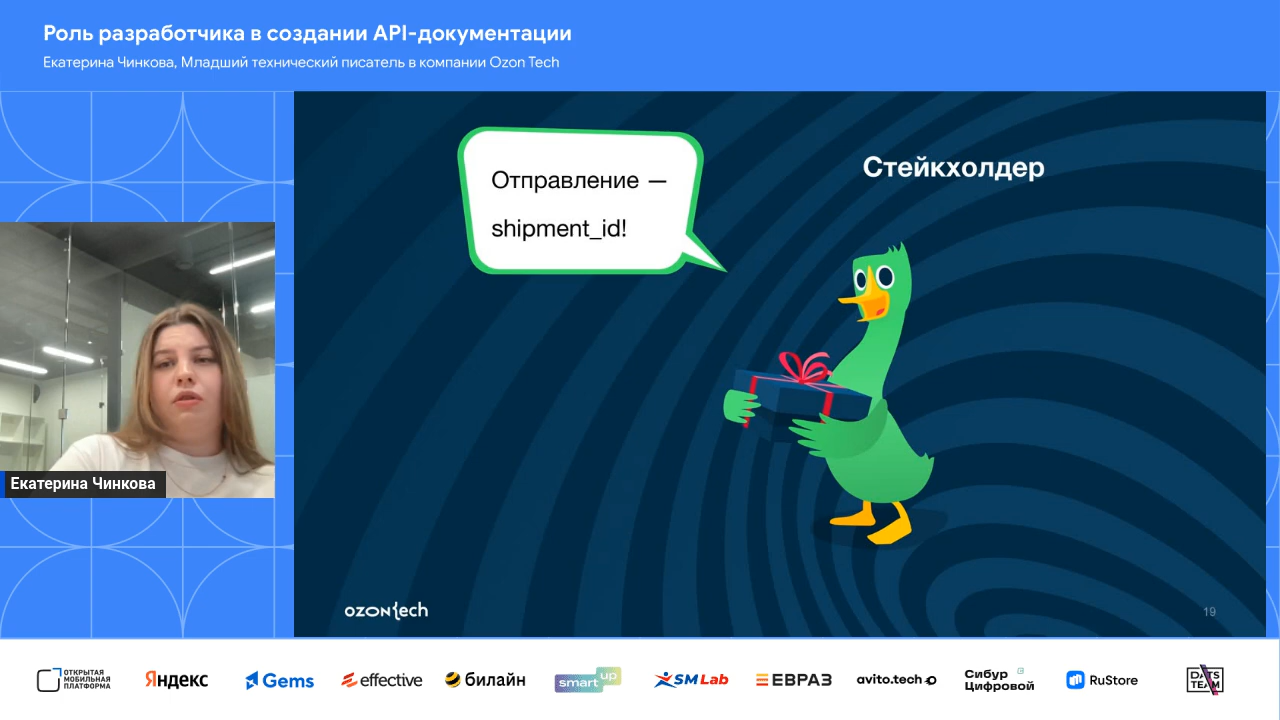 Роль разработчика в создании API-документации
Екатерина Чинкова, Младший технический писатель в компании Ozon Tech
Отправление —
shipment_id!
Стейкхолдер
Екатерина Чинкова
ozon{ech
19
ОТКРЫТАЯ
МОБИЛЬНАЯ
ПЛАТФОРМА
Яндекс
Gems
effective
билайн
smart up
SM Lab
ЕВРАЗ
avito.tech
Сибур
Цифровой
RuStore
DATS
TEAM